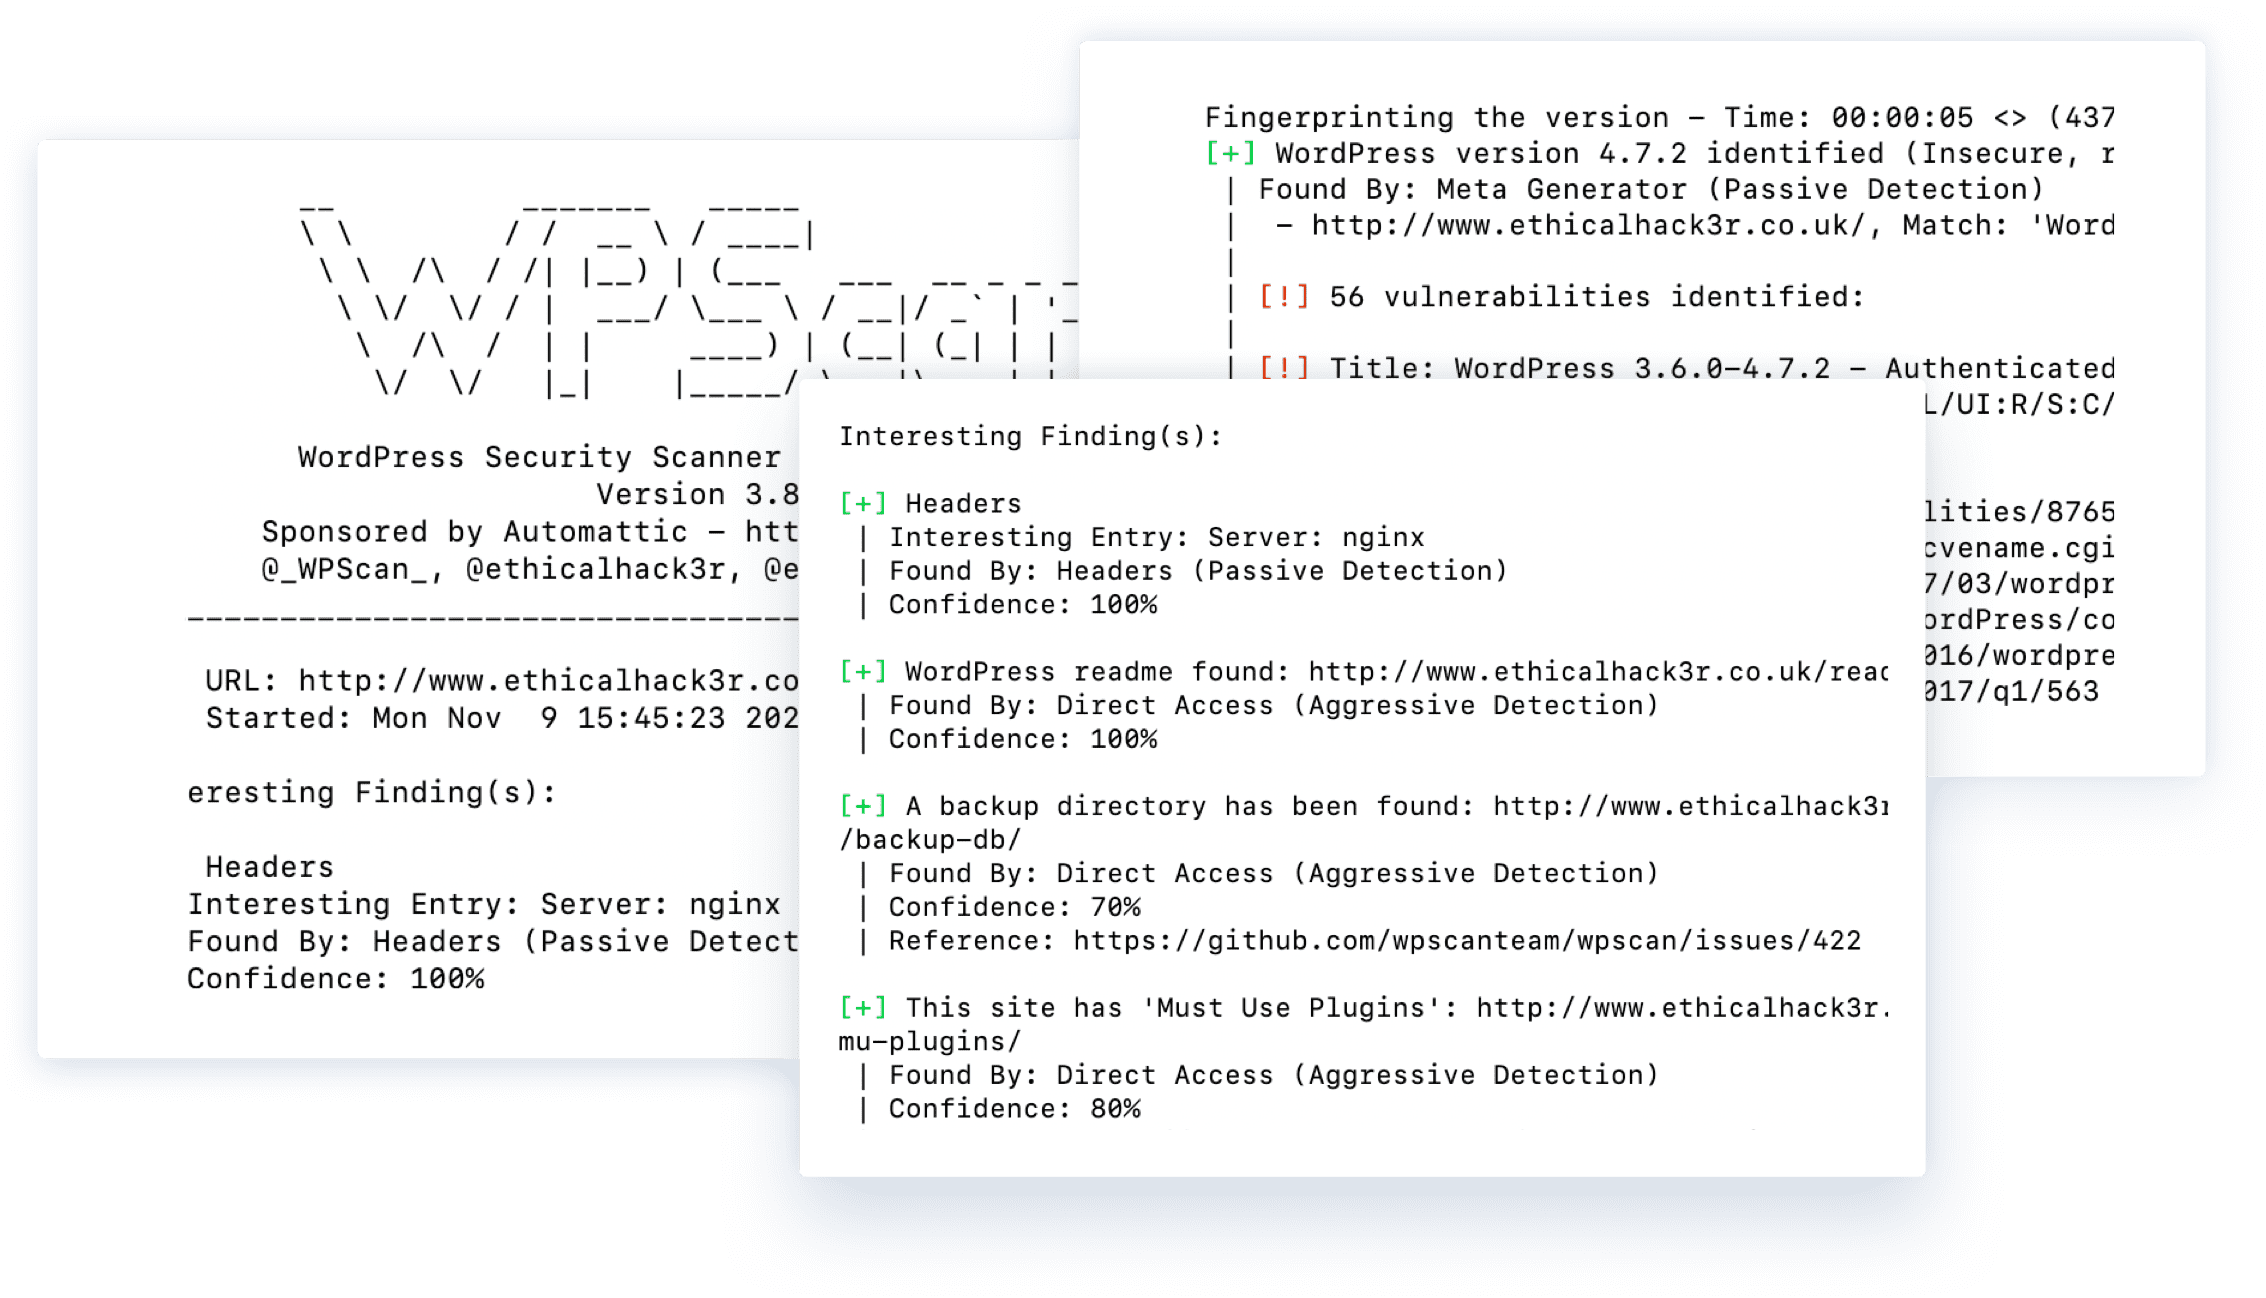 WPScan
WordPress Security Scanner
Version 3.8
Sponsored by Automattic –
@_WPScan_, @ethicalhack3r,
URL: http://www.ethicalhack3r.co
Started: Mon Nov  9 15:45:23 202
eresting Finding(s):
Headers
Interesting Entry: Server: nginx
Found By: Headers (Passive Detect
Confidence: 100%
Fingerprinting the version – Time: 00:00:05 <> (437
[+] WordPress version 4.7.2 identified (Insecure, r
| Found By: Meta Generator (Passive Detection)
|  – http://www.ethicalhack3r.co.uk/, Match: 'Word
|
| [!] 56 vulnerabilities identified:
|
| [!] Title: WordPress 3.6.0–4.7.2 – Authenticated
L/UI:R/S:C/
lities/8765
cvename.cgi
7/03/wordpr
ordPress/co
016/wordpre
017/q1/563
Interesting Finding(s):
[+] Headers
| Interesting Entry: Server: nginx
| Found By: Headers (Passive Detection)
| Confidence: 100%
[+] WordPress readme found: http://www.ethicalhack3r.co.uk/read
| Found By: Direct Access (Aggressive Detection)
| Confidence: 100%
[+] A backup directory has been found: http://www.ethicalhack3r
/backup–db/
| Found By: Direct Access (Aggressive Detection)
| Confidence: 70%
| Reference: https://github.com/wpscanteam/wpscan/issues/422
[+] This site has 'Must Use Plugins': http://www.ethicalhack3r.
mu–plugins/
| Found By: Direct Access (Aggressive Detection)
| Confidence: 80%